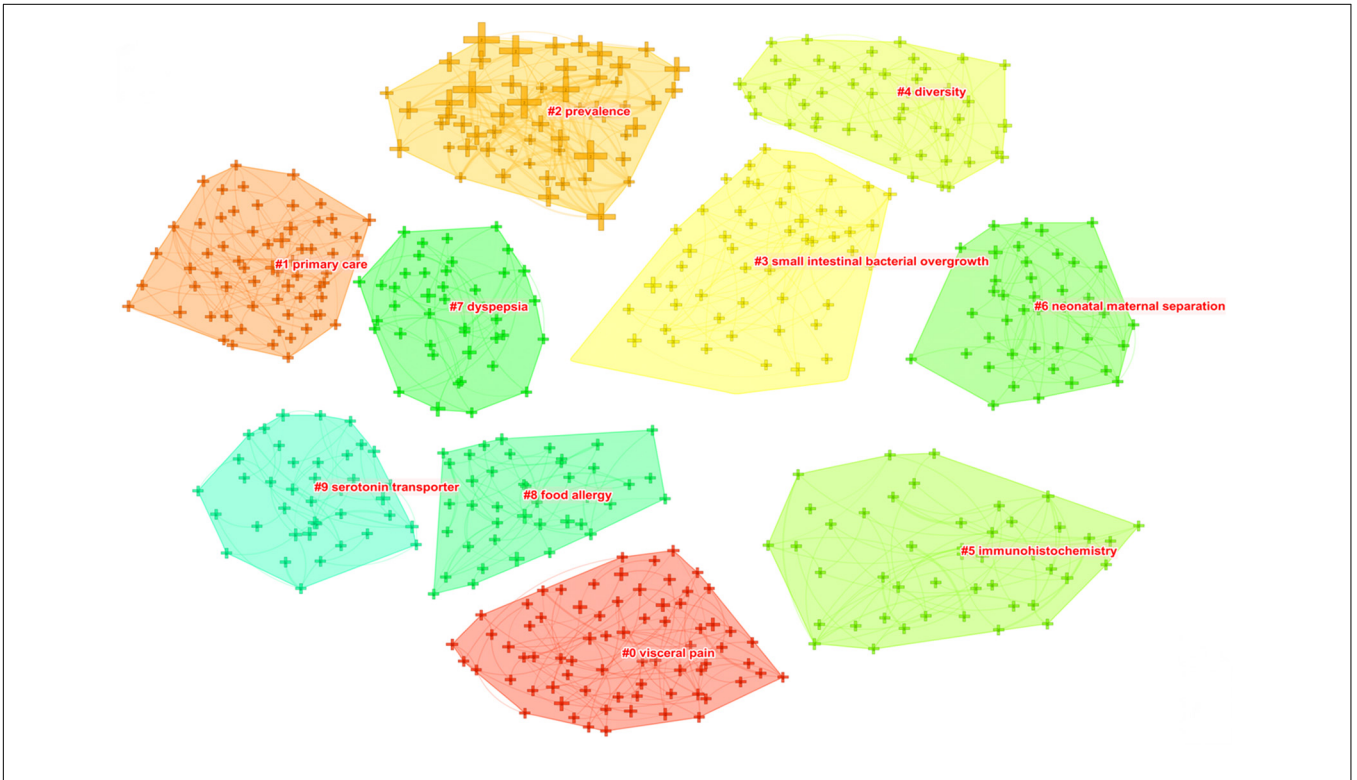 #2 prevalence
#4 diversity
#1 primary care
#3 small intestinal bacterial overgrowth
#7 dyspepsia
#6 neonatal maternal separation
#9 serotonin transporter
#8 food allergy
#5 immunohistochemistry
#0 visceral pain